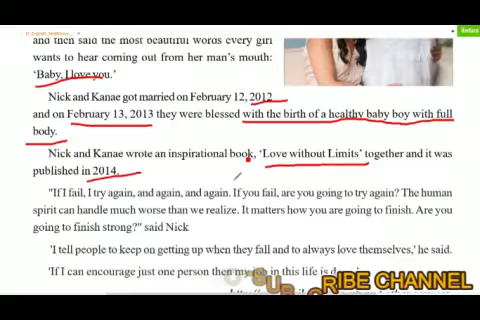 and then said the most beautiful words every girl
wants to hear coming out from her man's mouth:
'Baby, I love you.'
Nick and Kanae got married on February 12, 2012
and on February 13, 2013 they were blessed with the birth of a healthy baby boy with full
body.
Nick and Kanae wrote an inspirational book, 'Love without Limits' together and it was
published in 2014.
"If I fail, I try again, and again, and again. If you fail, are you going to try again? The human
spirit can handle much worse than we realize. It matters how you are going to finish. Are you
going to finish strong?" said Nick
'I tell people to keep on getting up when they fall and to always love themselves,' he said.
'If I can encourage just one person then my job in this life is
RIBE CHANNEL